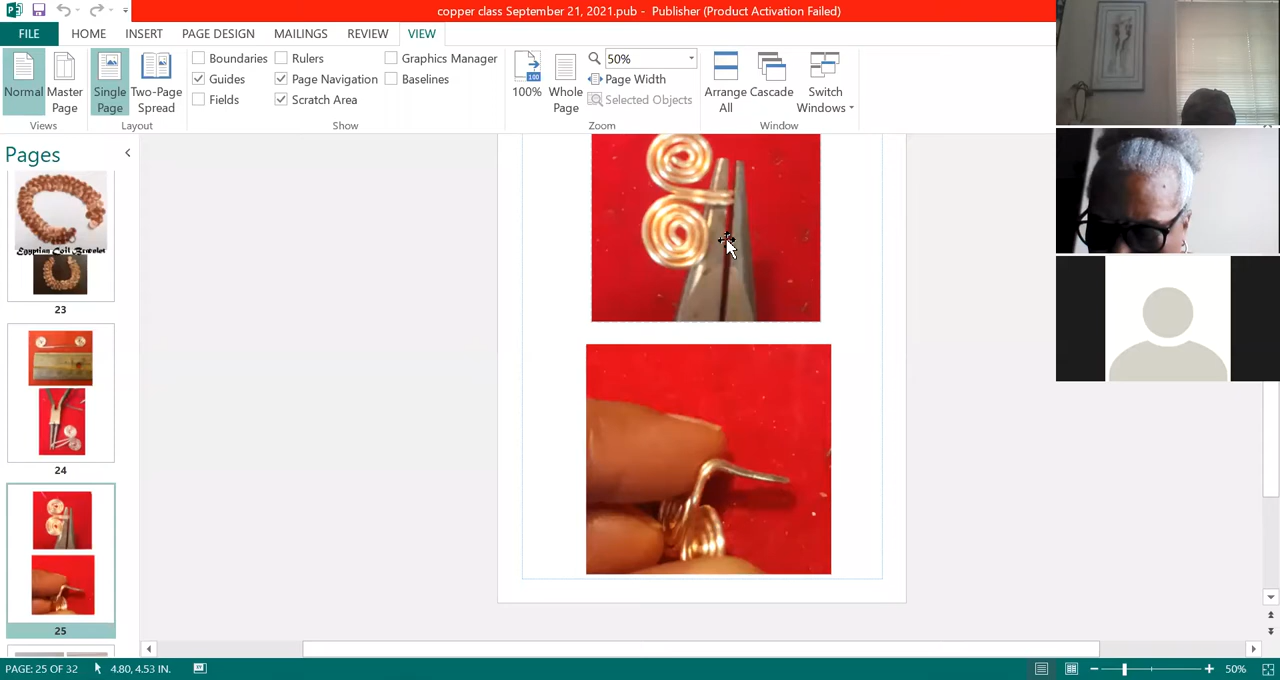 copper class September 21, 2021.pub - Publisher (Product Activation Failed)
FILE HOME INSERT PAGE DESIGN MAILINGS REVIEW VIEW
Normal
Master Page
Single Page
Two-Page Spread
Boundaries
Guides
Fields
Rulers
Page Navigation
Scratch Area
Graphics Manager
Baselines
100%
Whole Page
50%
Page Width
Selected Objects
Arrange All
Cascade
Switch Windows
Views
Layout
Show
Zoom
Window
Pages
Egyptian Coil Bracelet
23
24
25
PAGE: 25 OF 32
4.80, 4.53 IN.
50%